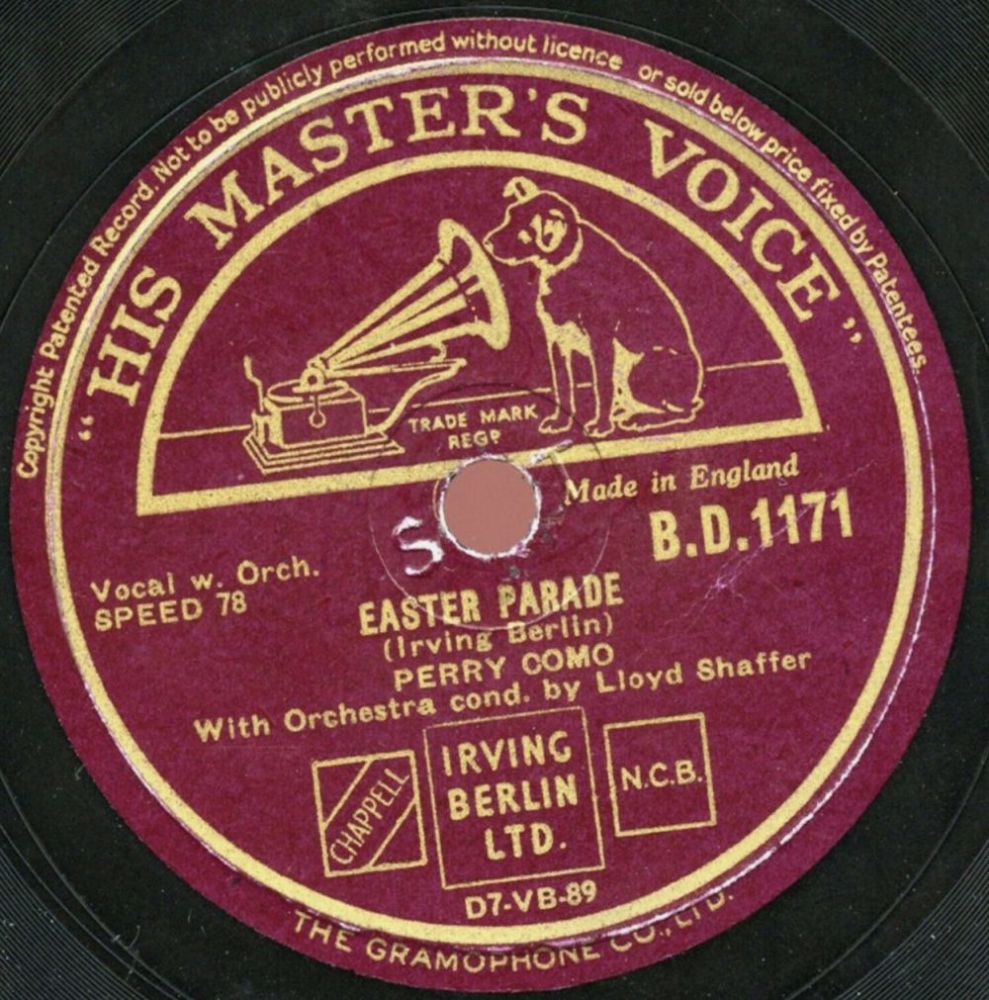 Copyright Patented Record. Not to be publicly performed without licence or sold below price fixed by Patentees.
"HIS MASTER'S VOICE"
TRADE MARK
REGD
Made in England
B.D.1171
S
Vocal w. Orch.
SPEED 78
EASTER PARADE
(Irving Berlin)
PERRY COMO
With Orchestra cond. by Lloyd Shaffer
CHAPPELL
IRVING
BERLIN
LTD.
N.C.B.
D7-VB-89
THE GRAMOPHONE CO., LTD.